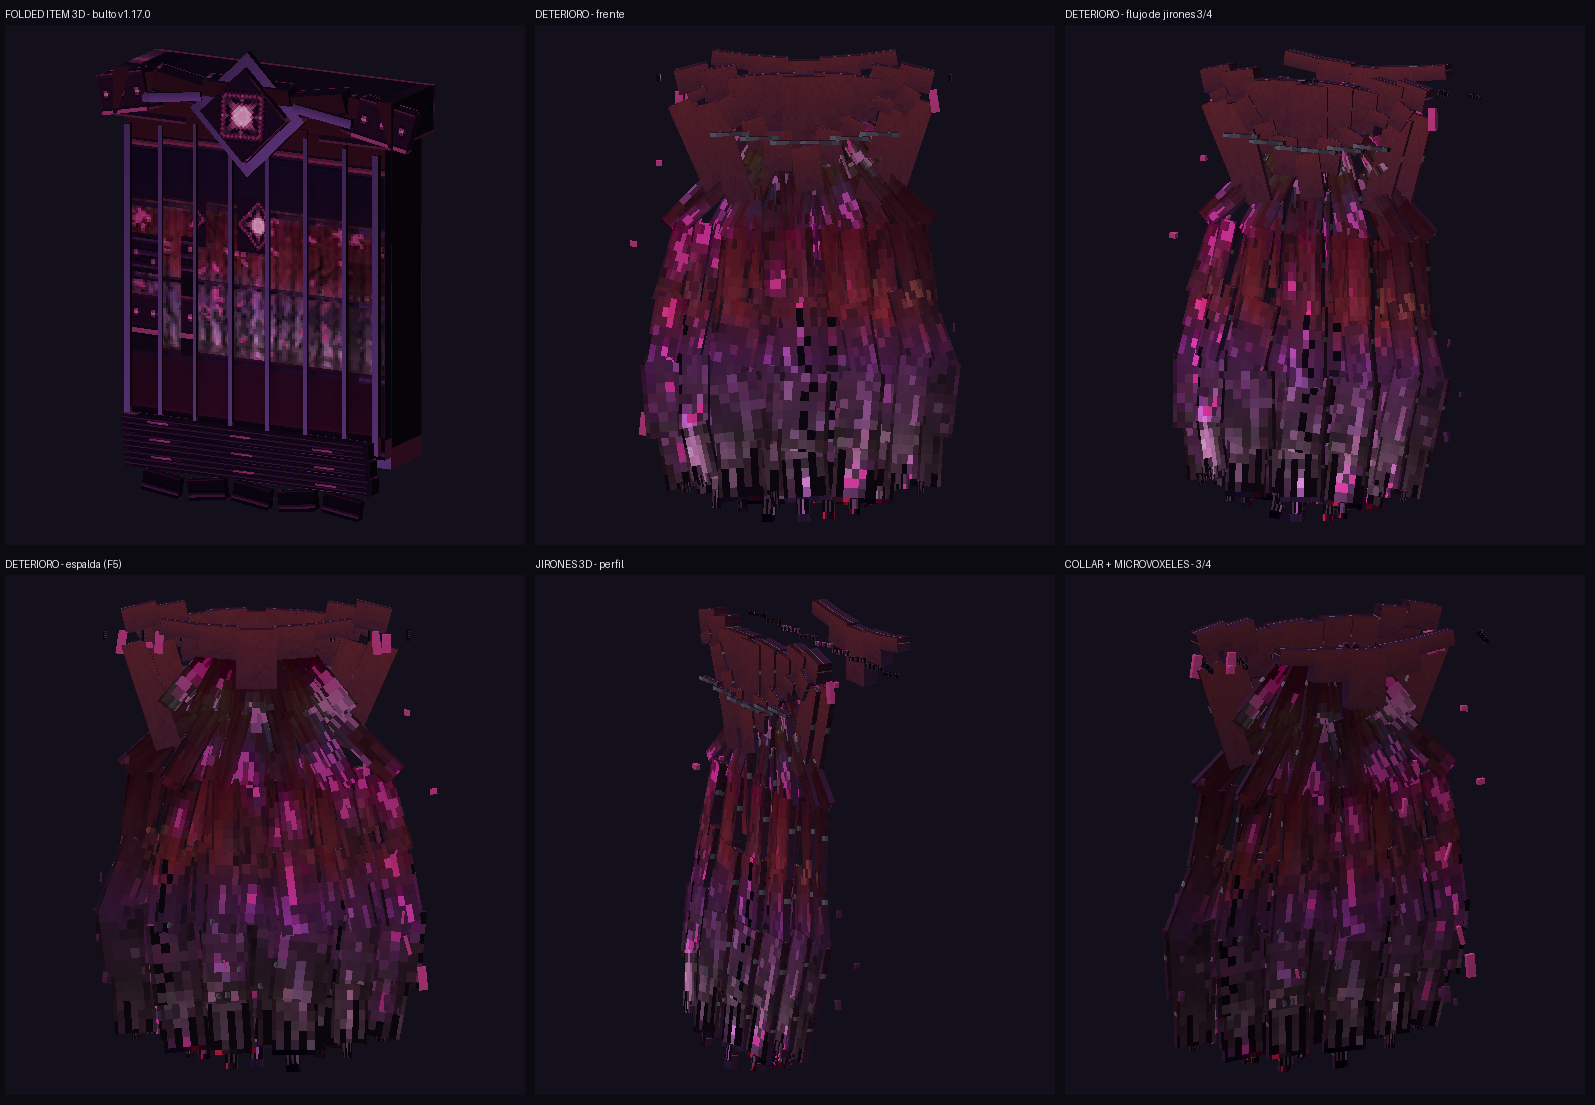 FOLDED ITEM 3D - bulto v1.17.0
DETERIORO - frente
DETERIORO - flujo de jirones 3/4
DETERIORO - espalda (F5)
JIRONES 3D - perfil
COLLAR + MICROVOXELES - 3/4